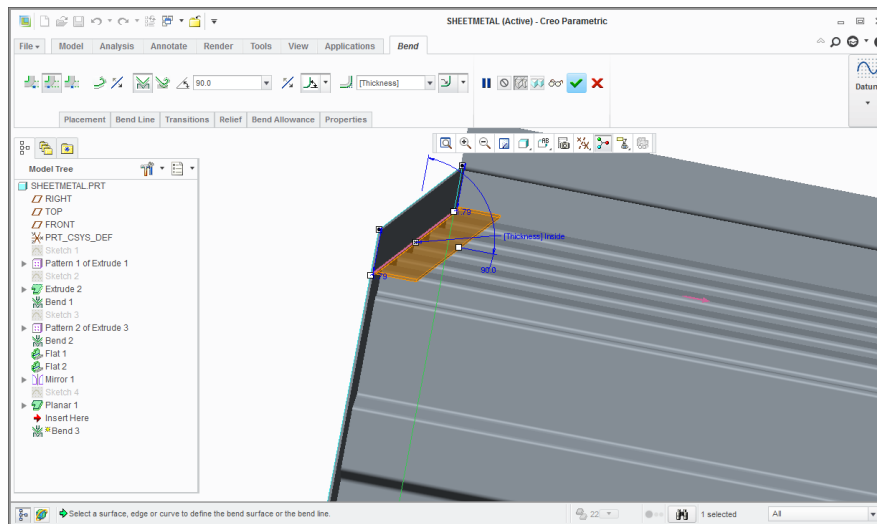 SHEETMETAL (Active) - Creo Parametric
File Model Analysis Annotate Render Tools View Applications Bend
90.0 [Thickness]
Datum
Placement Bend Line Transitions Relief Bend Allowance Properties
Model Tree
SHEETMETAL.PRT
RIGHT
TOP
FRONT
PRT_CSYS_DEF
Sketch 1
Pattern 1 of Extrude 1
Sketch 2
Extrude 2
Bend 1
Sketch 3
Pattern 2 of Extrude 3
Bend 2
Flat 1
Flat 2
Mirror 1
Sketch 4
Planar 1
Insert Here
Bend 3
[Thickness] Inside
90.0
Select a surface, edge or curve to define the bend surface or the bend line.
22
1 selected
All